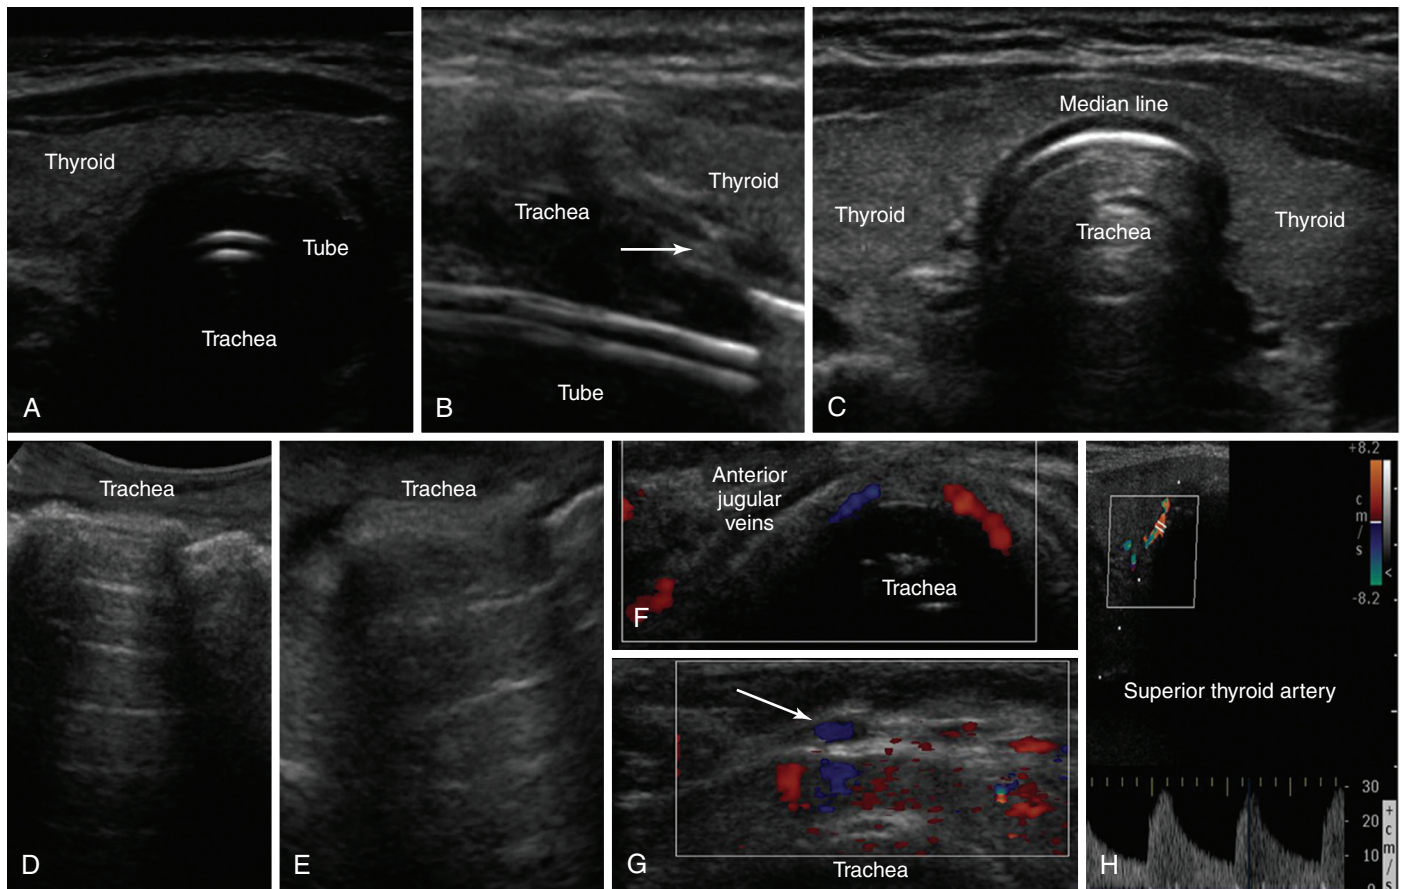 Thyroid
Tube
Trachea
A
Thyroid
Trachea
Tube
B
Median line
Thyroid
Thyroid
Trachea
C
Trachea
D
Trachea
E
Anterior
jugular
veins
Trachea
F
G
Trachea
+8.2
c
m
/
s
<
-8.2
Superior thyroid artery
30
20
10
+
c
m
/
s
H